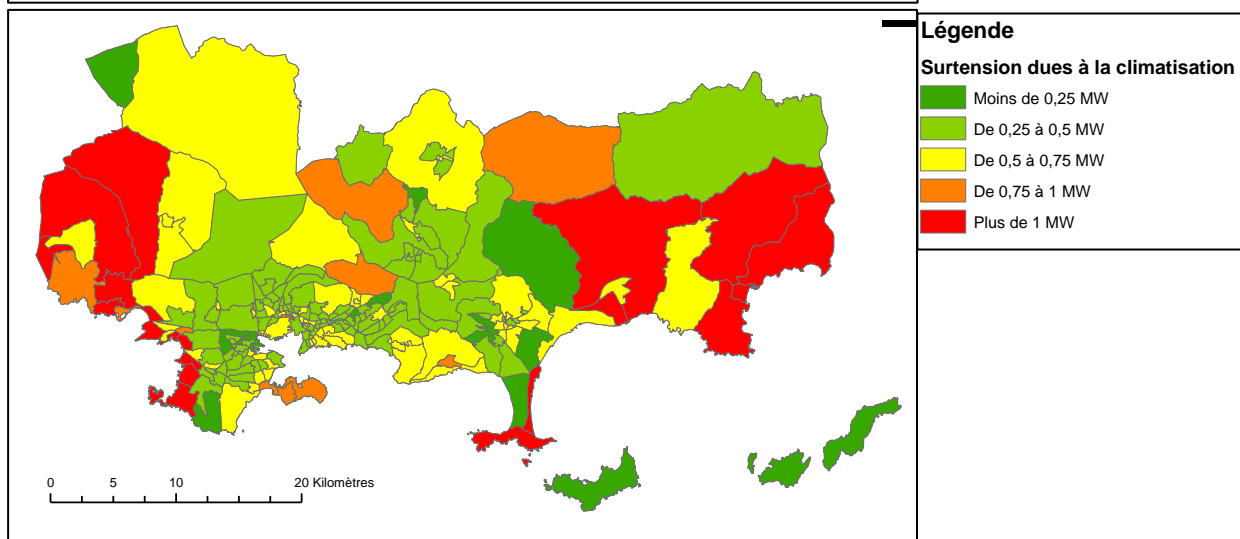 Légende
Surtension dues à la climatisation
Moins de 0,25 MW
De 0,25 à 0,5 MW
De 0,5 à 0,75 MW
De 0,75 à 1 MW
Plus de 1 MW
0 5 10 20 Kilomètres